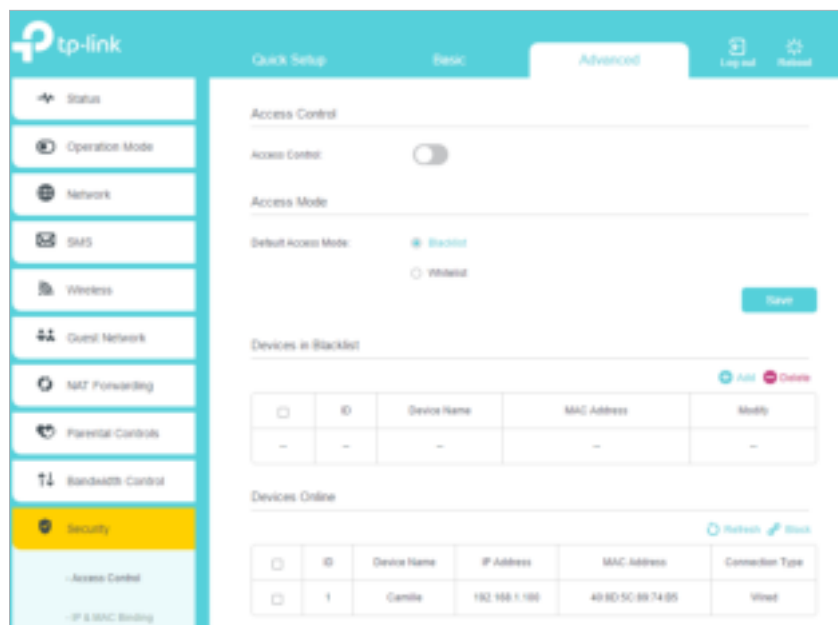 tp-link
Quick Setup Basic Advanced Log out Reboot
Status
Operation Mode
Network
SMS
Wireless
Guest Network
NAT Forwarding
Parental Controls
Bandwidth Control
Security
- Access Control
- IP & MAC Binding
Access Control
Access Control:
Access Mode
Default Access Mode: Blacklist
Whitelist
Save
Devices in Blacklist
Add Delete
ID Device Name MAC Address Modify
-- -- -- -- --
Devices Online
Refresh Block
ID Device Name IP Address MAC Address Connection Type
1 Camille 192.168.1.100 Wired